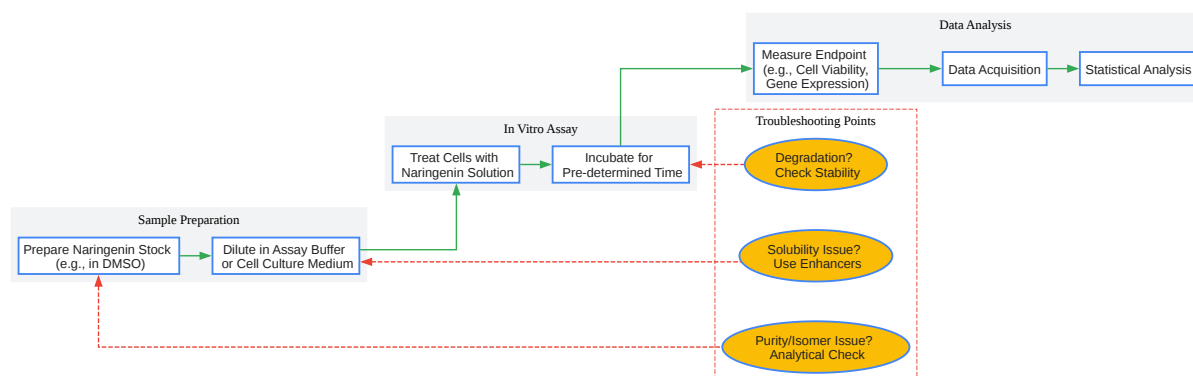 Data Analysis
Measure Endpoint
(e.g., Cell Viability,
Gene Expression)
Data Acquisition
Statistical Analysis
In Vitro Assay
Treat Cells with
Naringenin Solution
Incubate for
Pre-determined Time
Troubleshooting Points
Degradation?
Check Stability
Sample Preparation
Prepare Naringenin Stock
(e.g., in DMSO)
Dilute in Assay Buffer
or Cell Culture Medium
Solubility Issue?
Use Enhancers
Purity/Isomer Issue?
Analytical Check